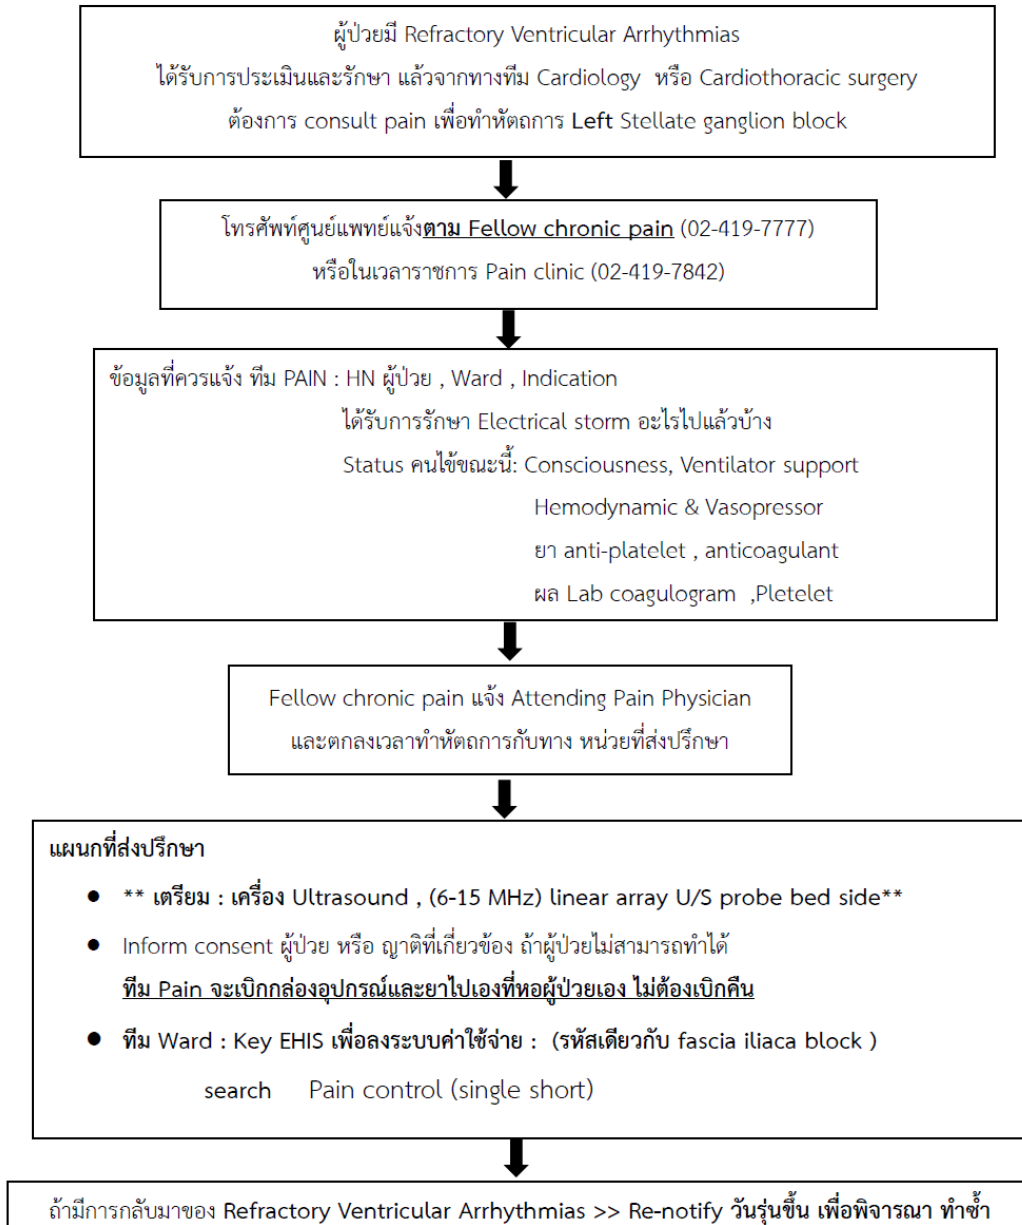 ผู้ป่วยมี Refractory Ventricular Arrhythmias
ได้รับการประเมินและรักษา แล้วจากทางทีม Cardiology หรือ Cardiothoracic surgery
ต้องการ consult pain เพื่อทำหัตถการ Left Stellate ganglion block
โทรศัพท์ศูนย์แพทย์แจ้งตาม Fellow chronic pain (02-419-7777)
หรือในเวลาราชการ Pain clinic (02-419-7842)
ข้อมูลที่ควรแจ้ง ทีม PAIN : HN ผู้ป่วย , Ward , Indication
ได้รับการรักษา Electrical storm อะไรไปแล้วบ้าง
Status คนไข้ขณะนี้: Consciousness, Ventilator support
Hemodynamic & Vasopressor
ยา anti-platelet , anticoagulant
ผล Lab coagulogram ,Pletelet
Fellow chronic pain แจ้ง Attending Pain Physician
และตกลงเวลาทำหัตถการกับทาง หน่วยที่ส่งปรึกษา
แผนกที่ส่งปรึกษา
● ** เตรียม : เครื่อง Ultrasound , (6-15 MHz) linear array U/S probe bed side**
● Inform consent ผู้ป่วย หรือ ญาติที่เกี่ยวข้อง ถ้าผู้ป่วยไม่สามารถทำได้
ทีม Pain จะเบิกกล่องอุปกรณ์และยาไปเองที่หอผู้ป่วยเอง ไม่ต้องเบิกคืน
● ทีม Ward : Key EHIS เพื่อลงระบบค่าใช้จ่าย : (รหัสเดียวกับ fascia iliaca block )
search Pain control (single short)
ถ้ามีการกลับมาของ Refractory Ventricular Arrhythmias >> Re-notify วันรุ่นขึ้น เพื่อพิจารณา ทำซ้ำ